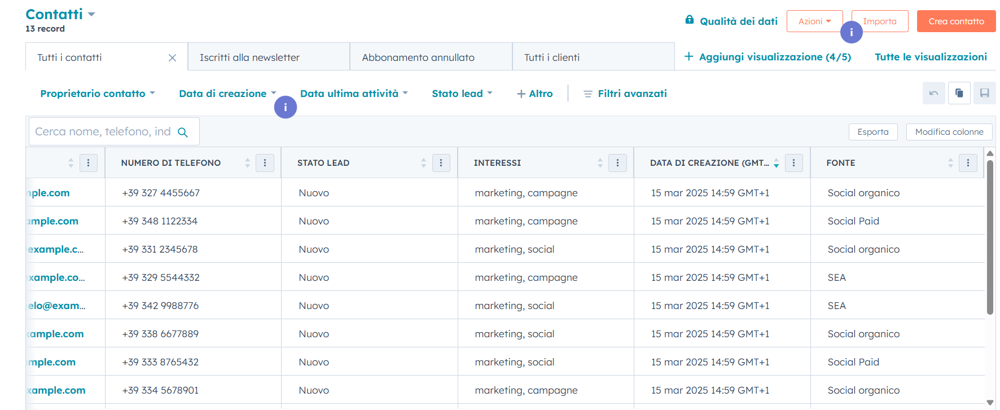 Contatti
13 record
Qualità dei dati
Azioni
Importa
Crea contatto
i
Tutti i contatti
Iscritti alla newsletter
Abbonamento annullato
Tutti i clienti
+ Aggiungi visualizzazione (4/5)
Tutte le visualizzazioni
Proprietario contatto
Data di creazione
Data ultima attività
Stato lead
+ Altro
Filtri avanzati
i
Cerca nome, telefono, ind
Esporta
Modifica colonne
NUMERO DI TELEFONO
STATO LEAD
INTERESSI
DATA DI CREAZIONE (GMT...
FONTE
mple.com +39 327 4455667 Nuovo marketing, campagne 15 mar 2025 14:59 GMT+1 Social organico
ample.com +39 348 1122334 Nuovo marketing, campagne 15 mar 2025 14:59 GMT+1 Social Paid
example.c... +39 331 2345678 Nuovo marketing, social 15 mar 2025 14:59 GMT+1 Social organico
example.co... +39 329 5544332 Nuovo marketing, campagne 15 mar 2025 14:59 GMT+1 SEA
elo@exam... +39 342 9988776 Nuovo marketing, social 15 mar 2025 14:59 GMT+1 SEA
xample.com +39 338 6677889 Nuovo marketing, social 15 mar 2025 14:59 GMT+1 Social organico
mple.com +39 333 8765432 Nuovo marketing, social 15 mar 2025 14:59 GMT+1 Social Paid
xample.com +39 334 5678901 Nuovo marketing, campagne 15 mar 2025 14:59 GMT+1 Social organico